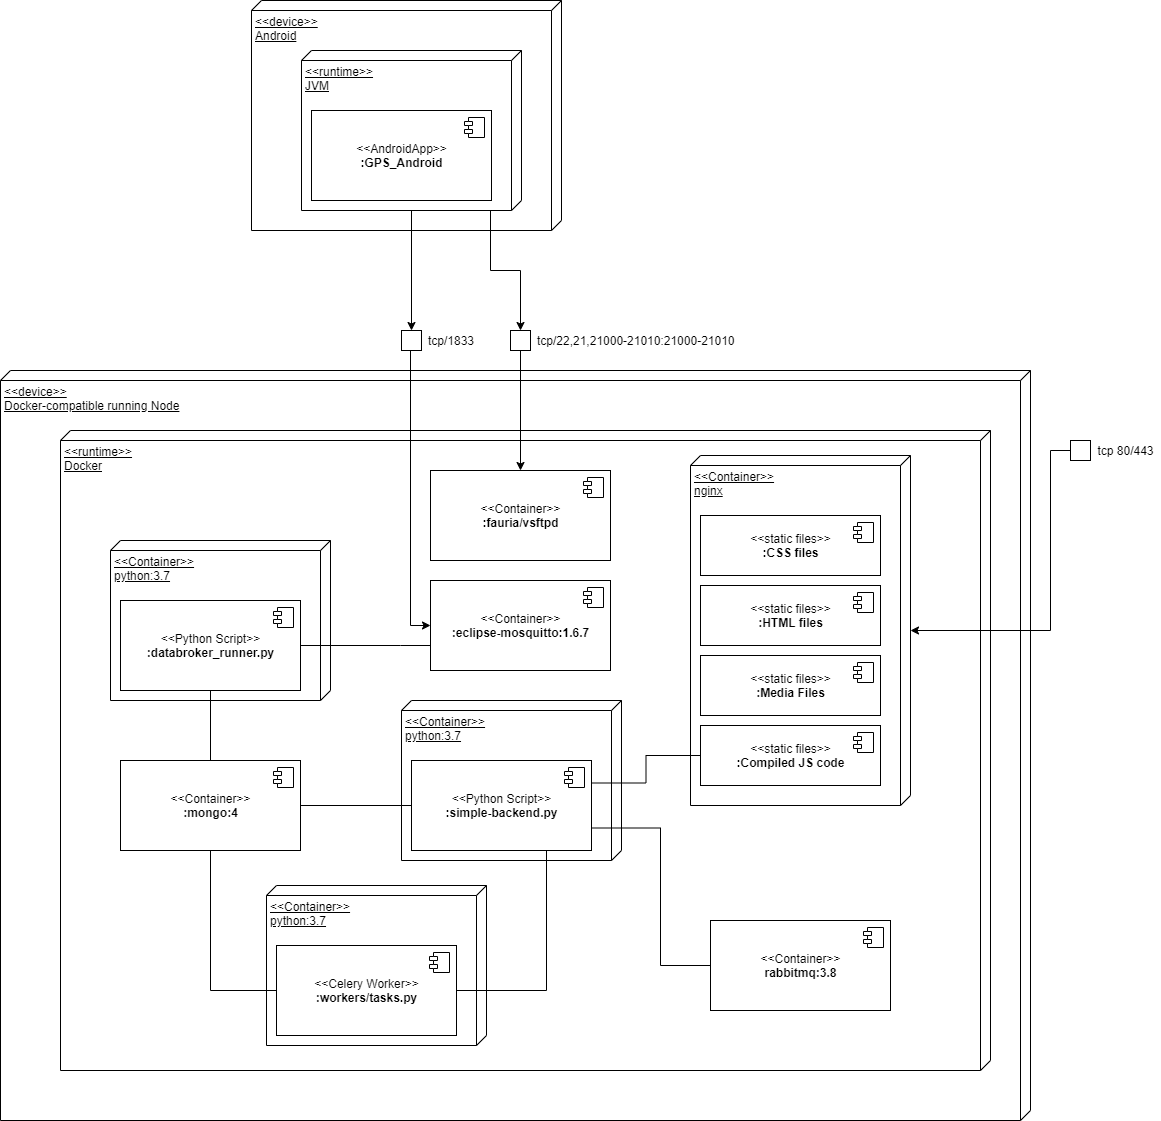 <<device>>
Android
<<runtime>>
JVM
<<AndroidApp>>
:GPS_Android
tcp/1833
tcp/22,21,21000-21010:21000-21010
<<device>>
Docker-compatible running Node
<<runtime>>
Docker
tcp 80/443
<<Container>>
:fauria/vsftpd
<<Container>>
nginx
<<static files>>
:CSS files
<<static files>>
:HTML files
<<static files>>
:Media Files
<<static files>>
:Compiled JS code
<<Container>>
python:3.7
<<Python Script>>
:databroker_runner.py
<<Container>>
:eclipse-mosquitto:1.6.7
<<Container>>
python:3.7
<<Python Script>>
:simple-backend.py
<<Container>>
:mongo:4
<<Container>>
python:3.7
<<Celery Worker>>
:workers/tasks.py
<<Container>>
rabbitmq:3.8